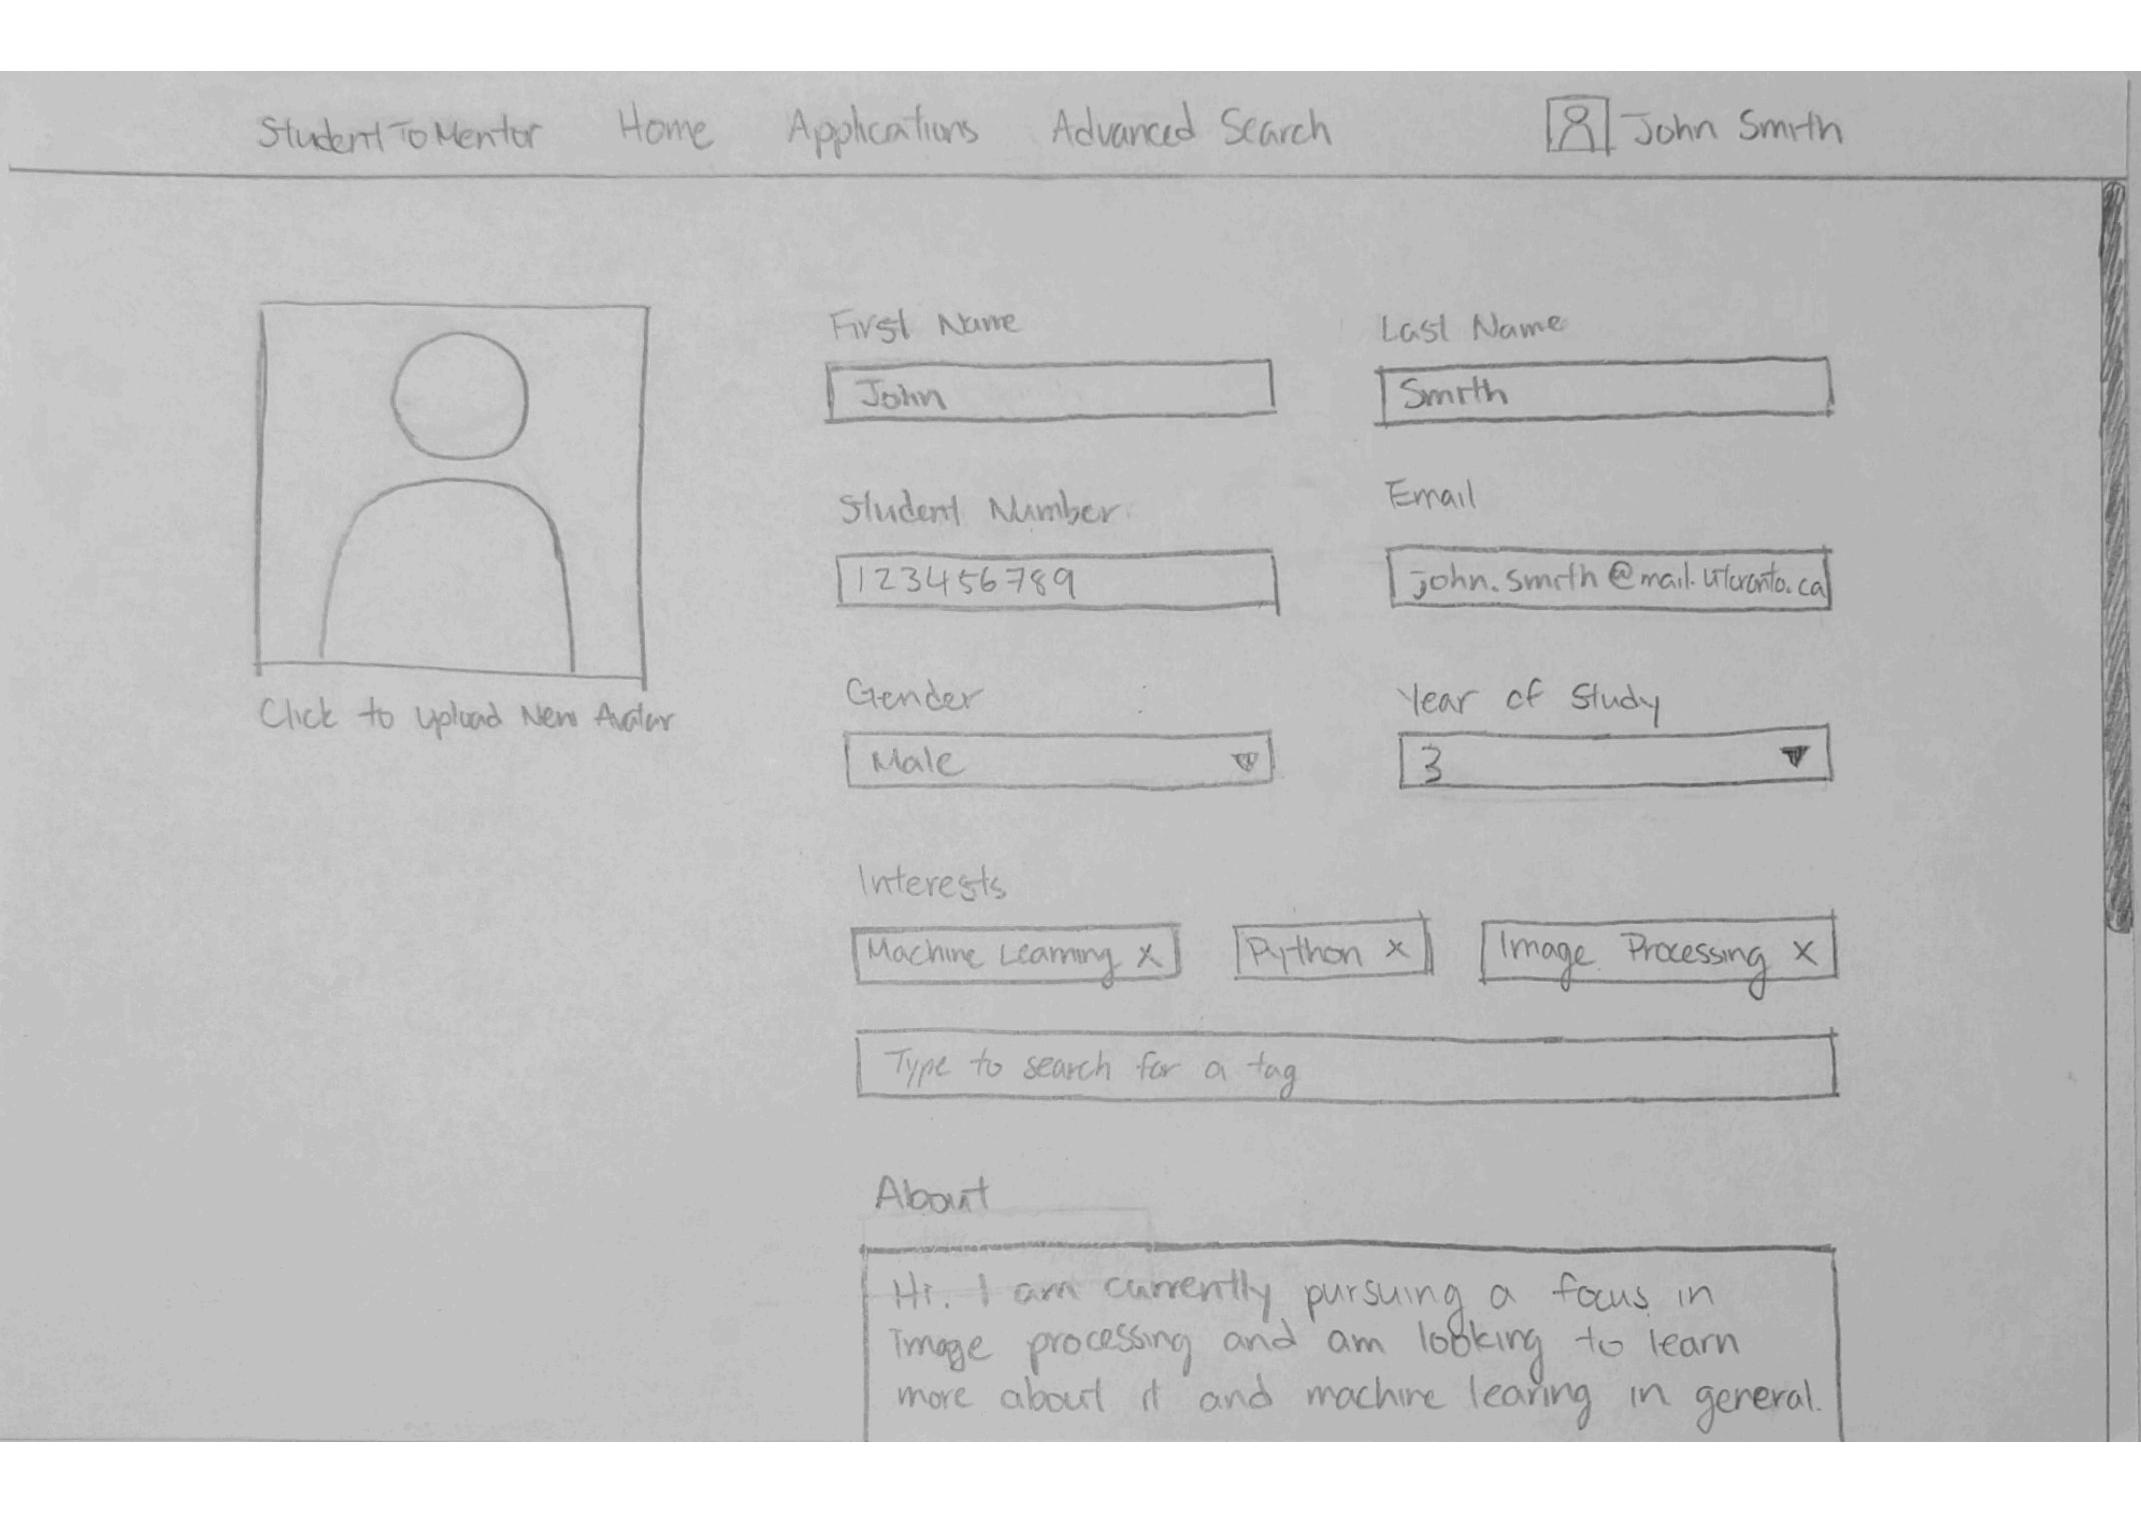 StudentToMentor Home Applications Advanced Search John Smith
First Name Last Name
John Smith
Student Number Email
123456789 john.smith@mail.utoronto.ca
Click to Upload New Avatar
Gender Year of Study
Male 3
Interests
Machine Learning x Python x Image Processing x
Type to search for a tag
About
Hi. I am currently pursuing a focus in
Image processing and am looking to learn
more about it and machine learing in general.